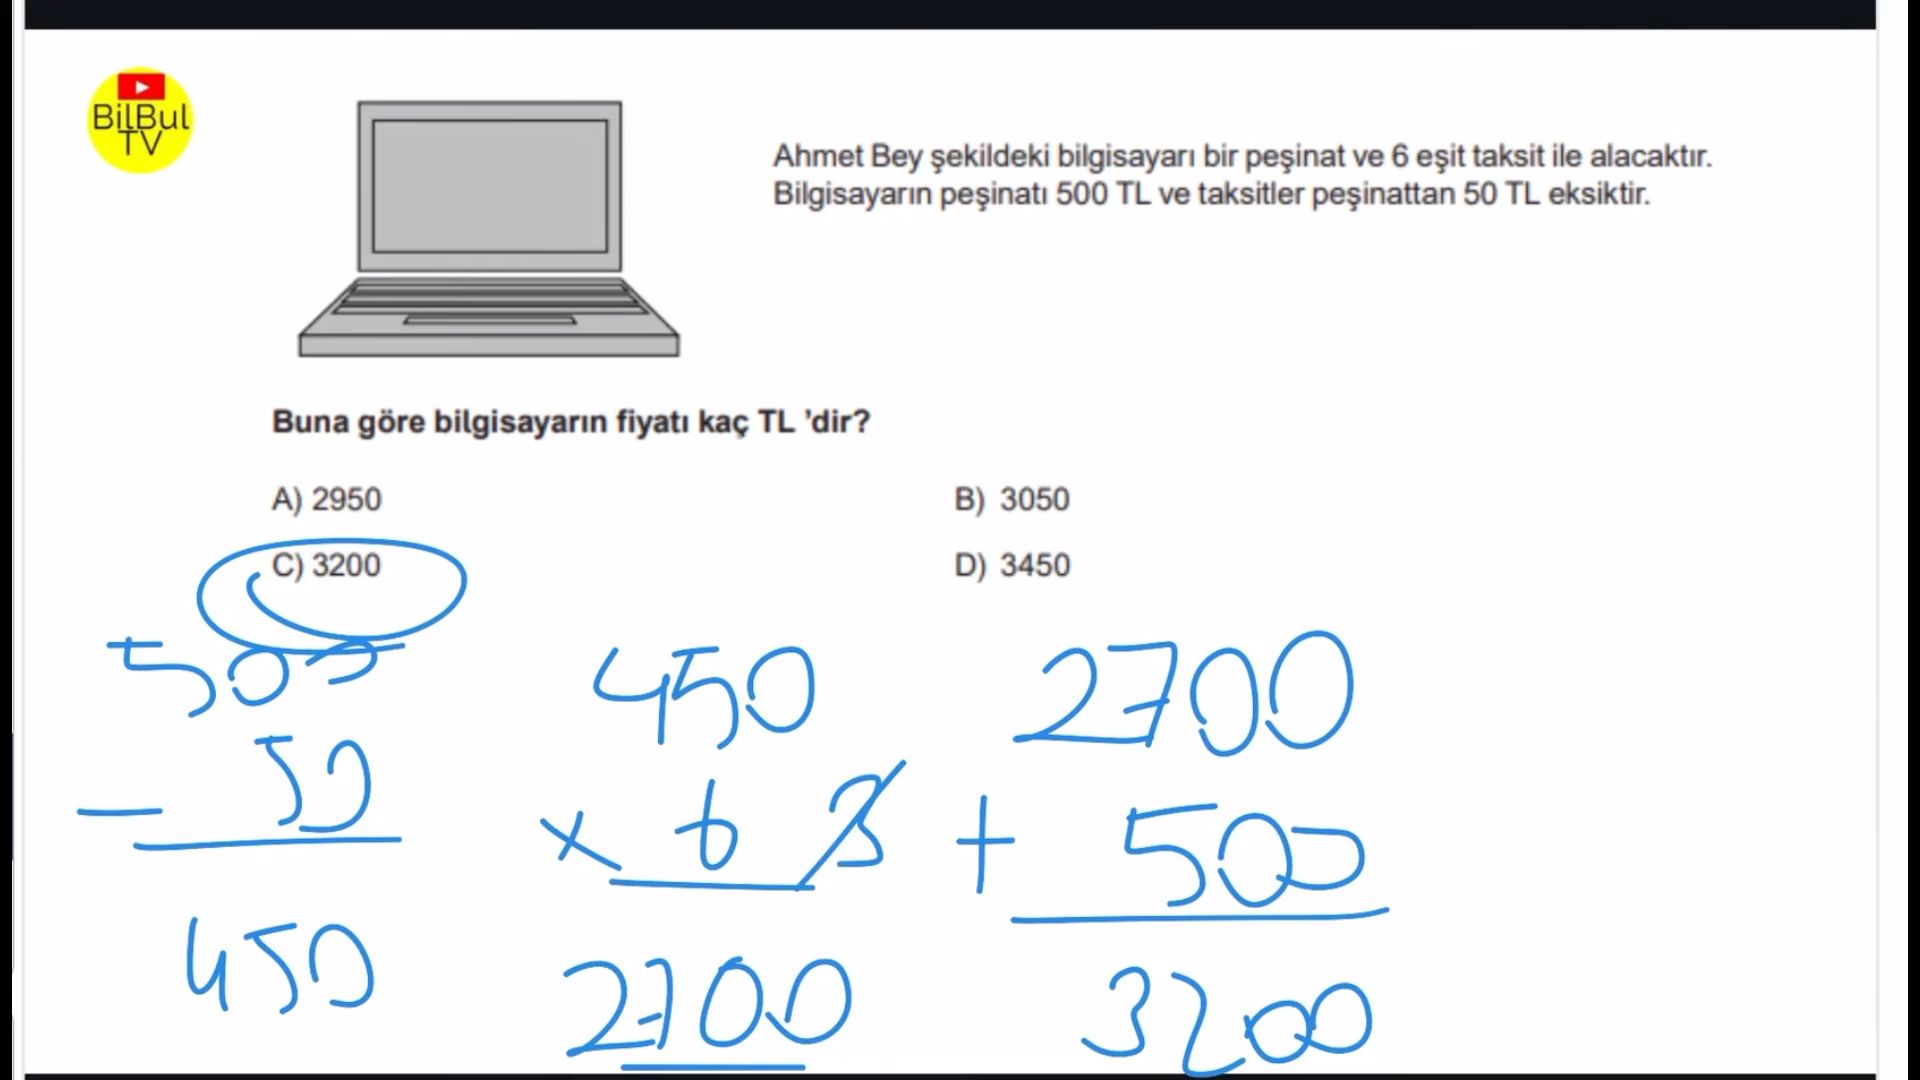 BilBul
TV
Ahmet Bey şekildeki bilgisayarı bir peşinat ve 6 eşit taksit ile alacaktır.
Bilgisayarın peşinatı 500 TL ve taksitler peşinattan 50 TL eksiktir.
Buna göre bilgisayarın fiyatı kaç TL 'dir?
A) 2950
B) 3050
C) 3200
D) 3450
500
- 50
450
450
x 6 3
2700
2700
+ 500
3200